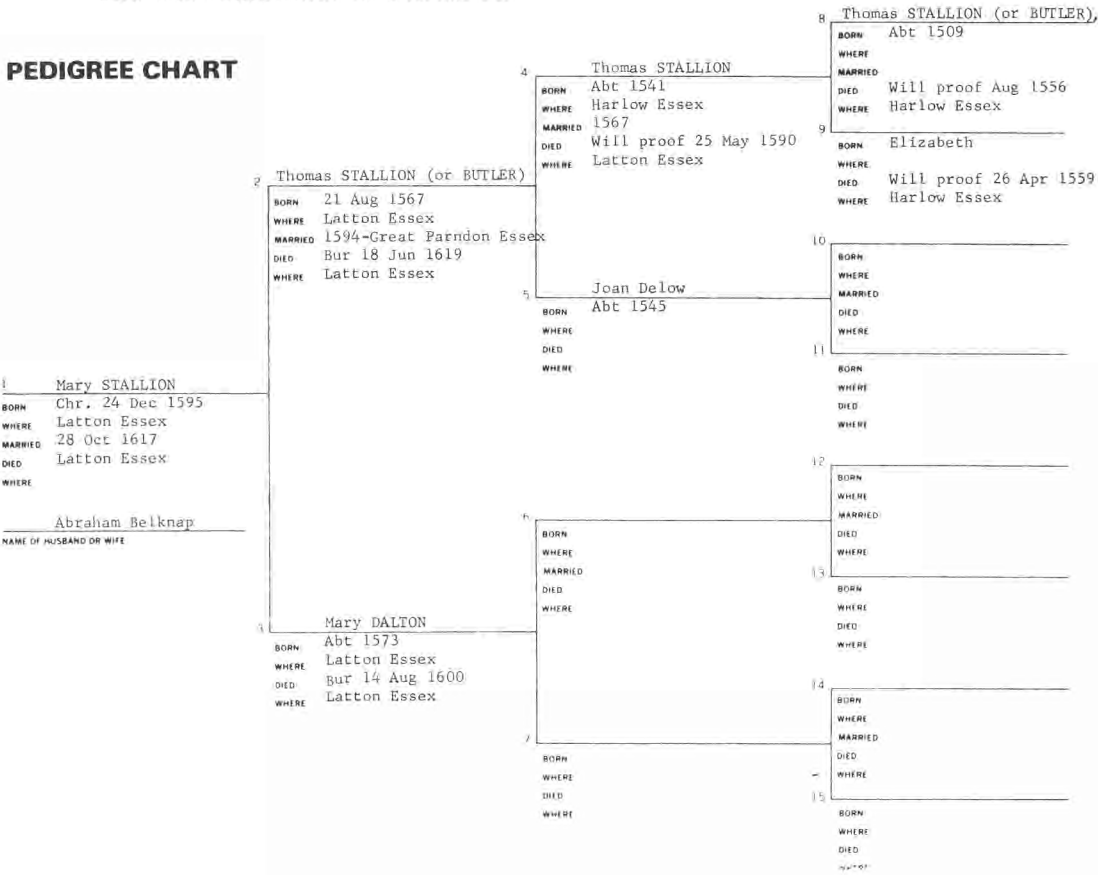 PEDIGREE CHART
1 Mary STALLION
BORN Chr. 24 Dec 1595
WHERE Latton Essex
MARRIED 28 Oct 1617
DIED Latton Essex
WHERE
Abraham Belknap
NAME OF HUSBAND OR WIFE
2 Thomas STALLION (or BUTLER)
BORN 21 Aug 1567
WHERE Latton Essex
MARRIED 1594-Great Parndon Essex
DIED Bur 18 Jun 1619
WHERE Latton Essex
3 Mary DALTON
BORN Abt 1573
WHERE Latton Essex
DIED Bur 14 Aug 1600
WHERE Latton Essex
4 Thomas STALLION
BORN Abt 1541
WHERE Harlow Essex
MARRIED 1567
DIED Will proof 25 May 1590
WHERE Latton Essex
5 Joan Delow
BORN Abt 1545
WHERE
DIED
WHERE
6
BORN
WHERE
MARRIED
DIED
WHERE
7
BORN
WHERE
DIED
WHERE
8 Thomas STALLION (or BUTLER),
BORN Abt 1509
WHERE
MARRIED
DIED Will proof Aug 1556
WHERE Harlow Essex
9
BORN Elizabeth
WHERE
DIED Will proof 26 Apr 1559
WHERE Harlow Essex
10
BORN
WHERE
MARRIED
DIED
WHERE
11
BORN
WHERE
DIED
WHERE
12
BORN
WHERE
MARRIED
DIED
WHERE
13
BORN
WHERE
DIED
WHERE
14
BORN
WHERE
MARRIED
DIED
WHERE
15
BORN
WHERE
DIED